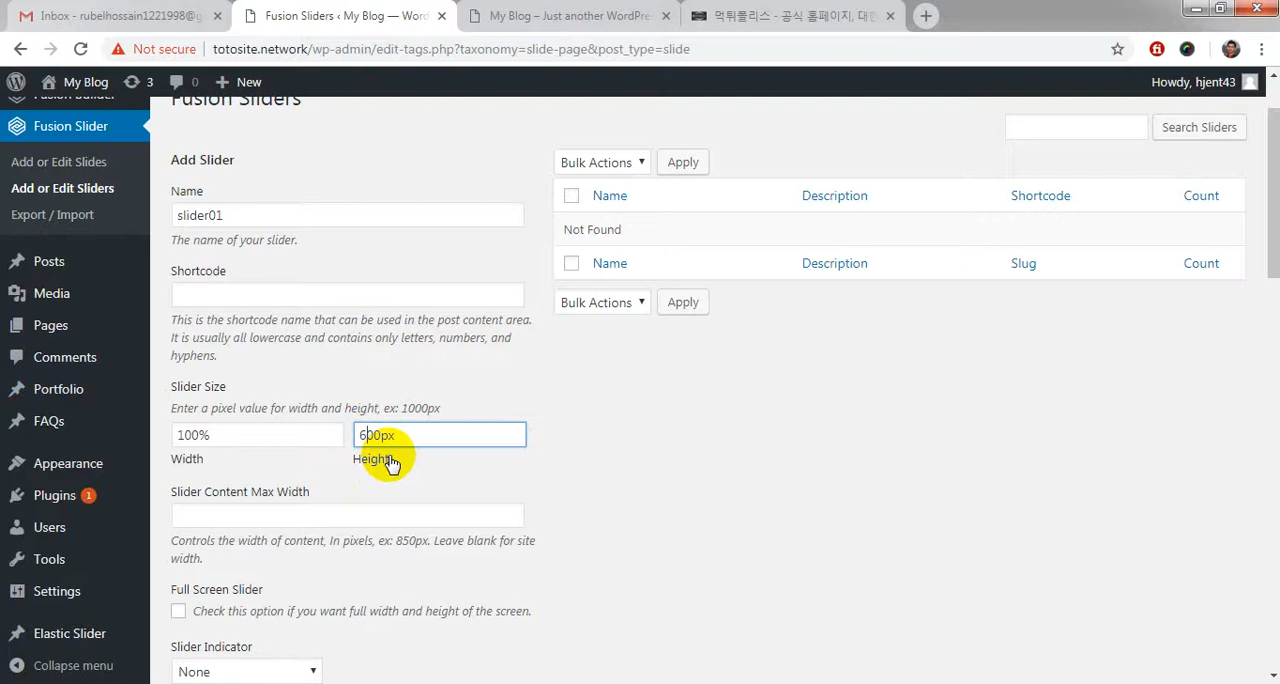 Inbox - rubelhossain1221998@g
Fusion Sliders ‹ My Blog — Word
My Blog – Just another WordPre
먹튀폴리스 - 공식 홈페이지, 대한
Not secure
totosite.network/wp-admin/edit-tags.php?taxonomy=slide-page&post_type=slide
My Blog
3
0
New
Howdy, hjent43
Fusion Builder
Fusion Slider
Add or Edit Slides
Add or Edit Sliders
Export / Import
Posts
Media
Pages
Comments
Portfolio
FAQs
Appearance
Plugins 1
Users
Tools
Settings
Elastic Slider
Collapse menu
Fusion Sliders
Search Sliders
Add Slider
Name
slider01
The name of your slider.
Shortcode
This is the shortcode name that can be used in the post content area.
It is usually all lowercase and contains only letters, numbers, and
hyphens.
Slider Size
Enter a pixel value for width and height, ex: 1000px
100%
600px
Width
Height
Slider Content Max Width
Controls the width of content, In pixels, ex: 850px. Leave blank for site
width.
Full Screen Slider
Check this option if you want full width and height of the screen.
Slider Indicator
None
Bulk Actions
Apply
Name Description Shortcode Count
Not Found
Name Description Slug Count
Bulk Actions
Apply